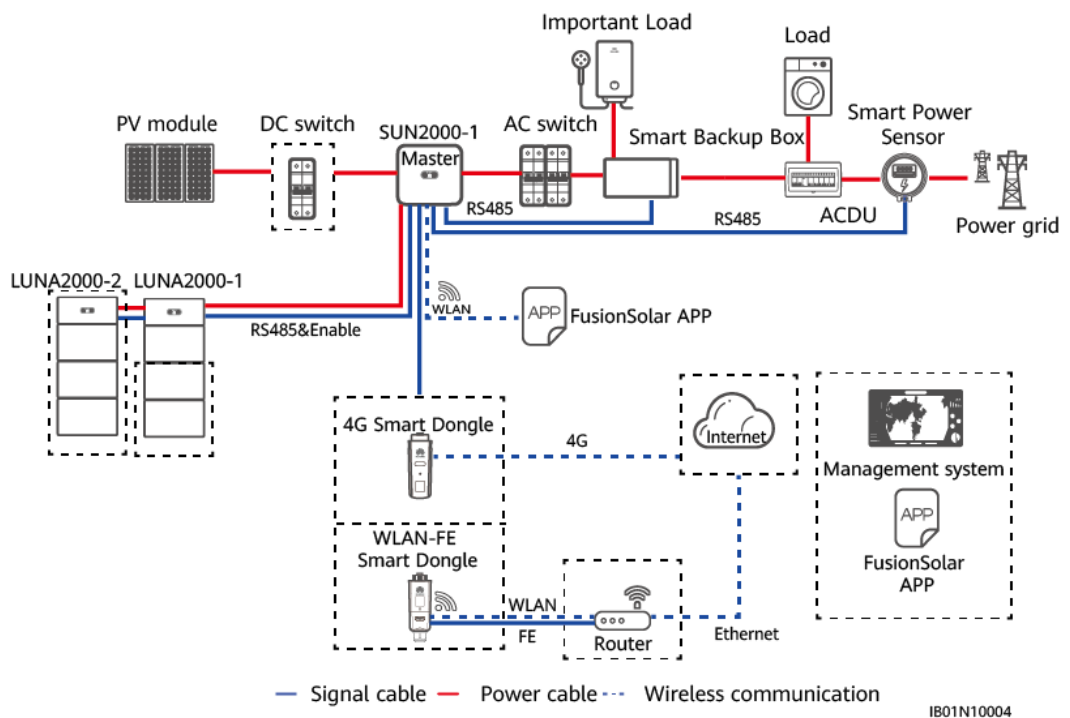 Important Load
Load
PV module
DC switch
SUN2000-1
AC switch
Smart Power
Sensor
Master
Smart Backup Box
RS485
RS485
ACDU
Power grid
LUNA2000-2
LUNA2000-1
RS485&Enable
WLAN
APP
FusionSolar APP
4G Smart Dongle
4G
Internet
Management system
APP
FusionSolar
APP
WLAN-FE
Smart Dongle
WLAN
FE
Router
Ethernet
Signal cable
Power cable
Wireless communication
IB01N10004